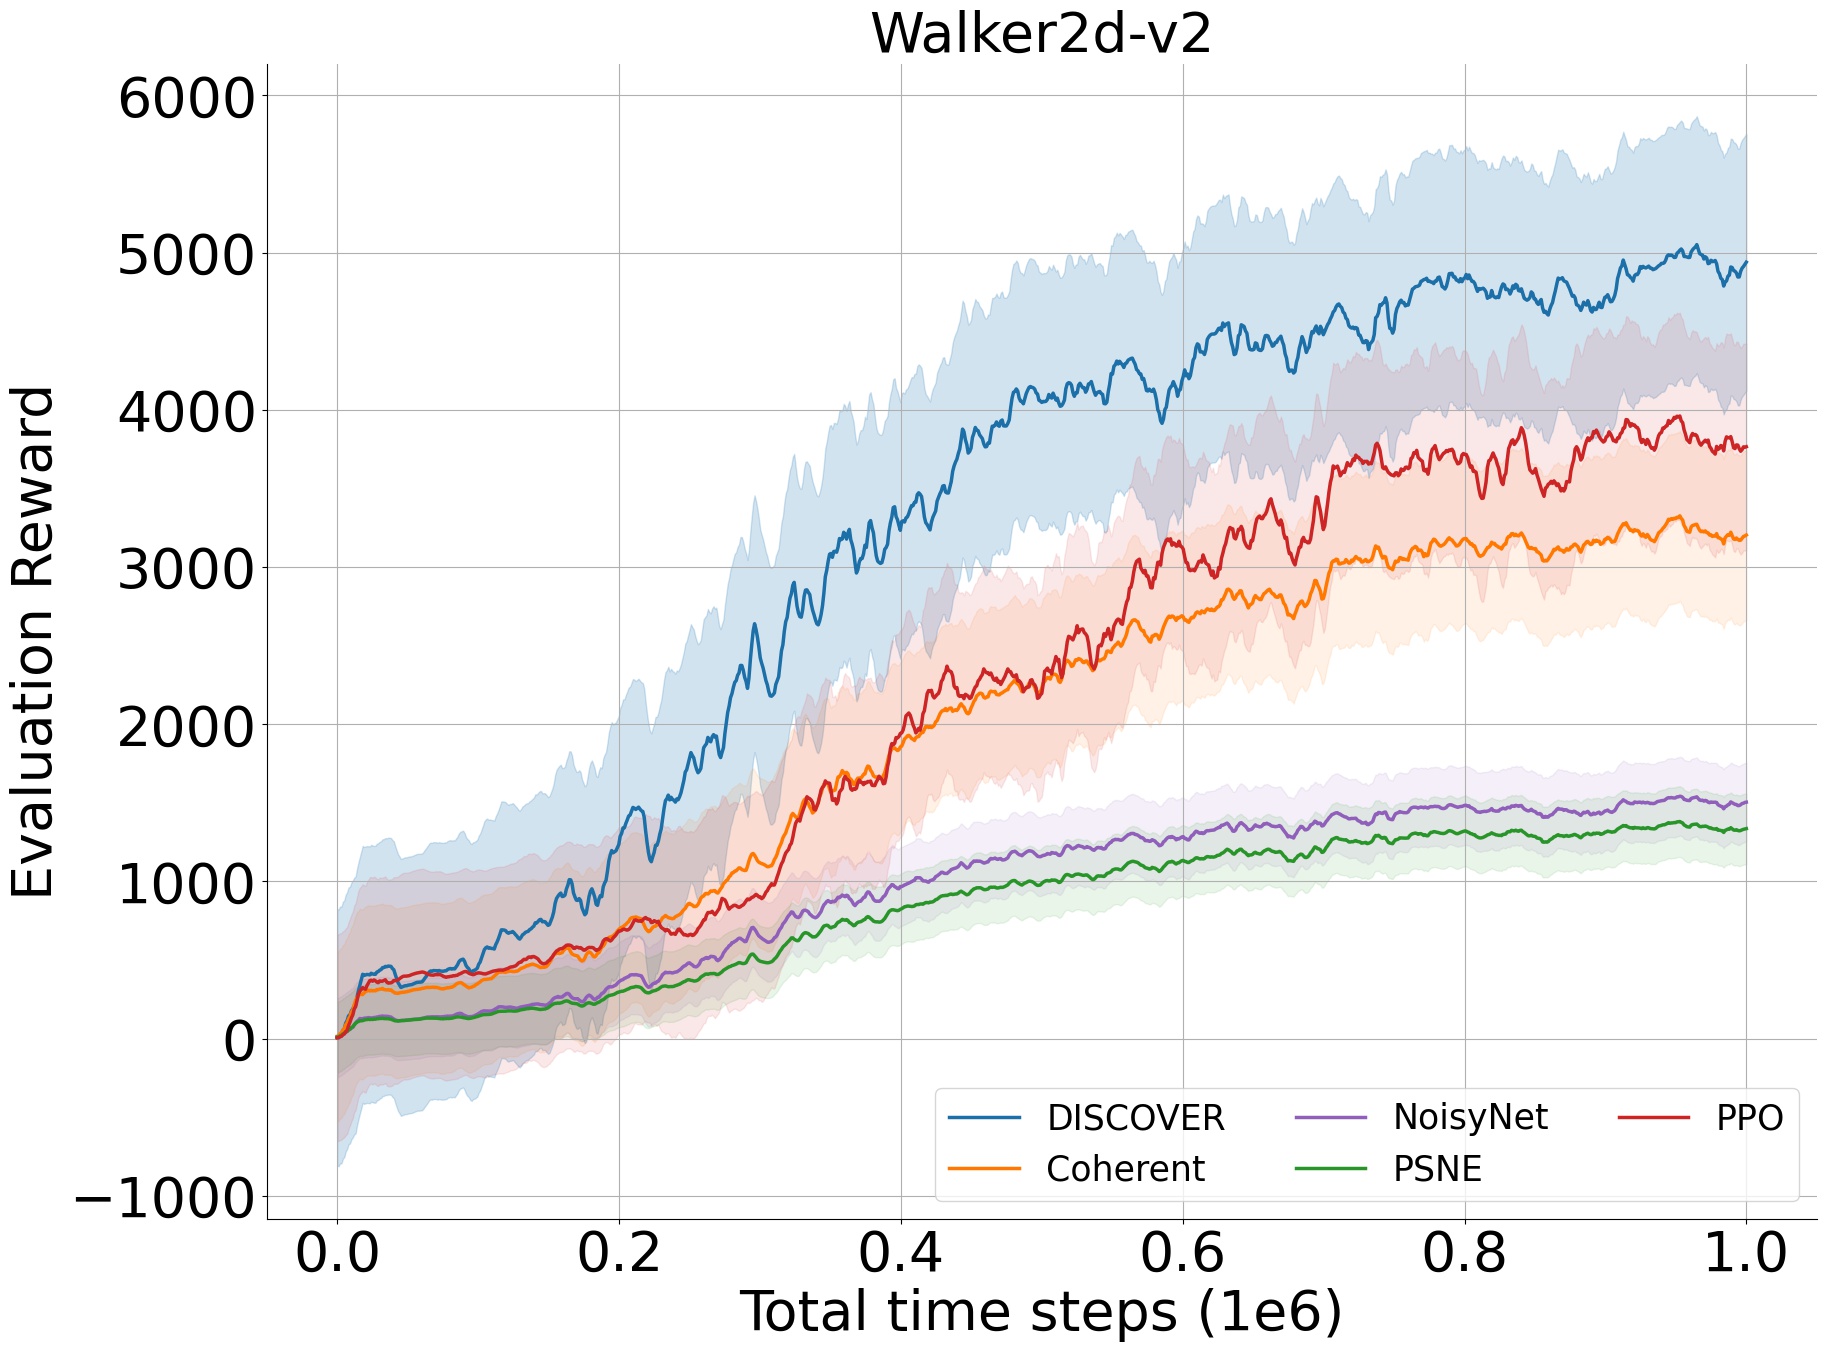 Walker2d-v2
Evaluation Reward
6000
5000
4000
3000
2000
1000
0
−1000
DISCOVER
Coherent
NoisyNet
PSNE
PPO
0.0 0.2 0.4 0.6 0.8 1.0
Total time steps (1e6)